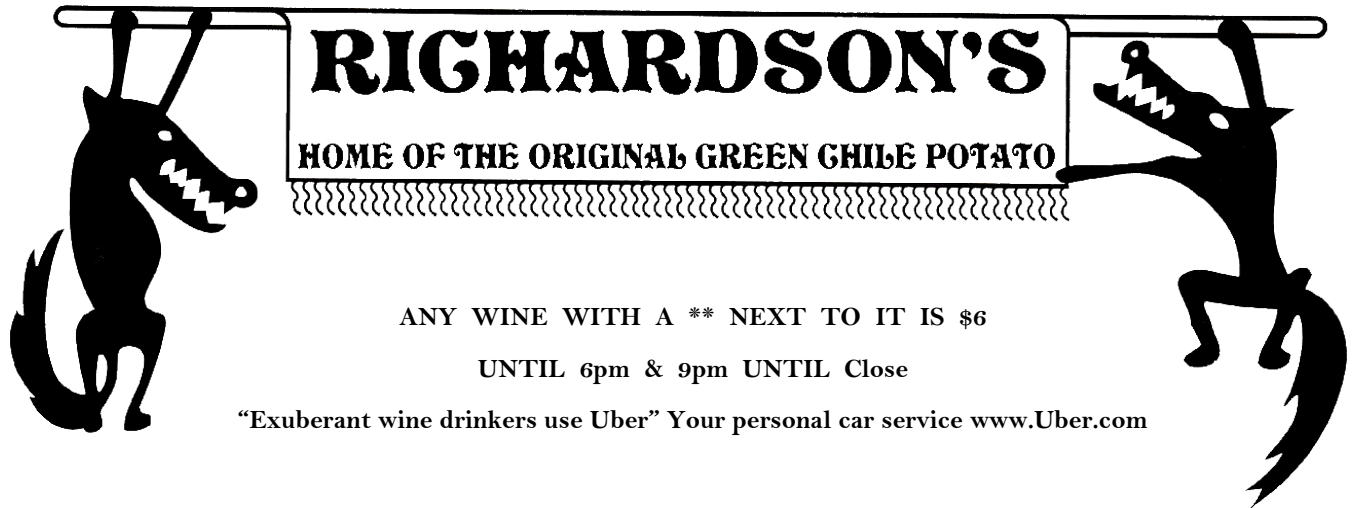 RICHARDSON'S
HOME OF THE ORIGINAL GREEN CHILE POTATO
ANY WINE WITH A ** NEXT TO IT IS $6
UNTIL 6pm & 9pm UNTIL Close
“Exuberant wine drinkers use Uber” Your personal car service www.Uber.com